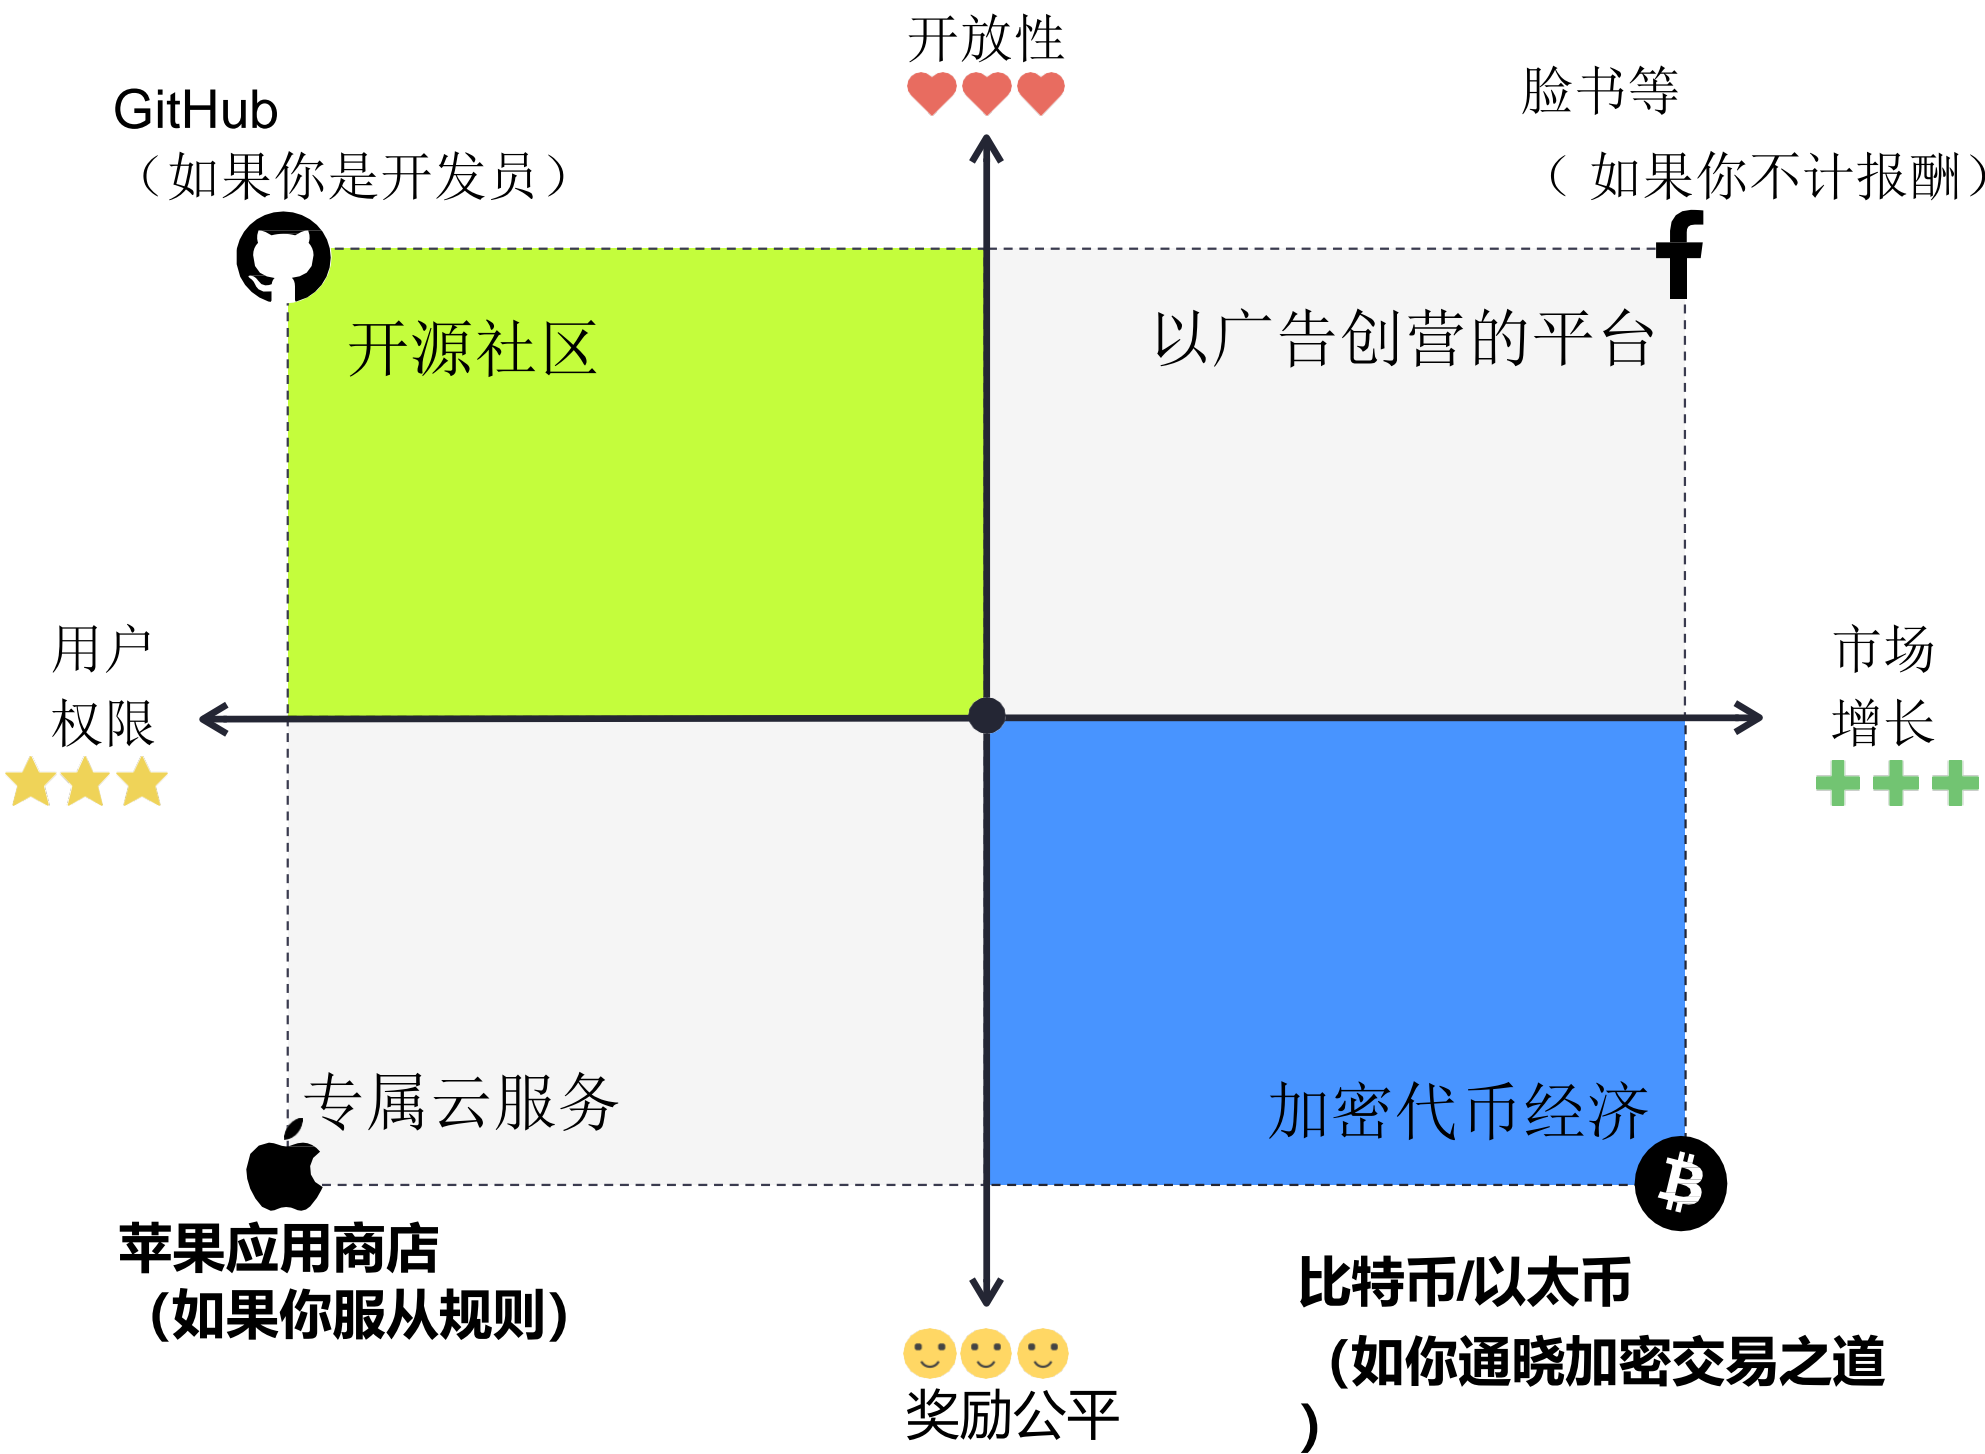 开放性
GitHub
（如果你是开发员）
脸书等
（ 如果你不计报酬）
开源社区
以广告创营的平台
用户
权限
市场
增长
专属云服务
加密代币经济
苹果应用商店
（如果你服从规则）
比特币/以太币
（如你通晓加密交易之道
）
奖励公平